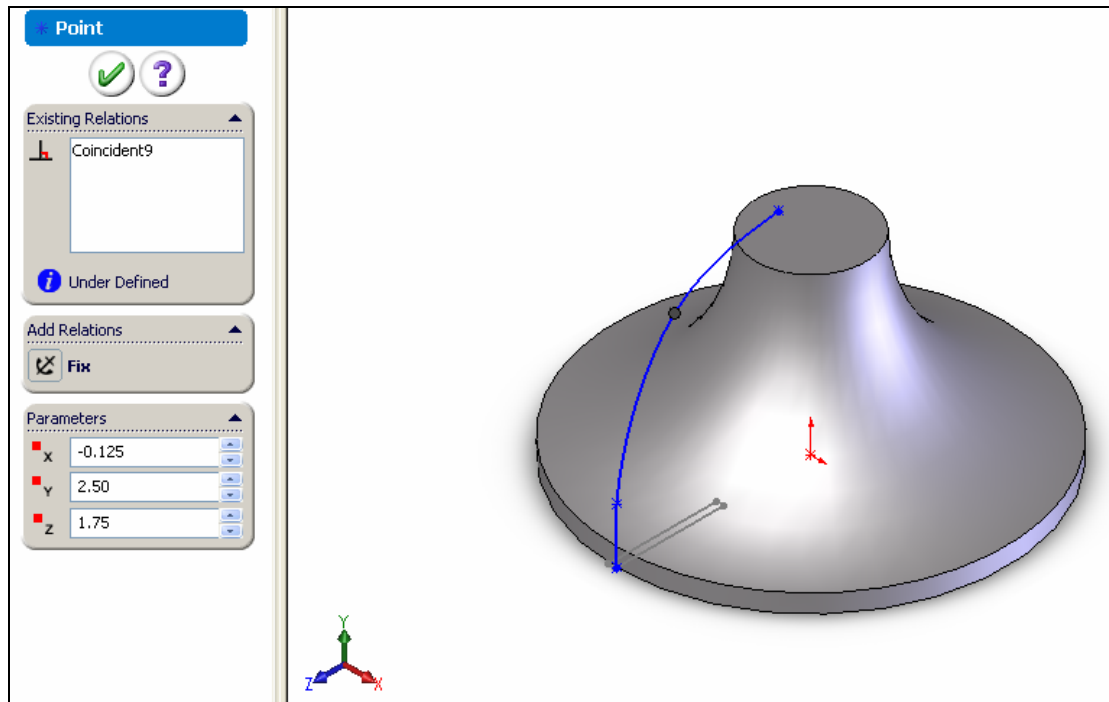 Point
?
Existing Relations
Coincident9
i Under Defined
Add Relations
Fix
Parameters
X -0.125
Y 2.50
Z 1.75
Y
Z X